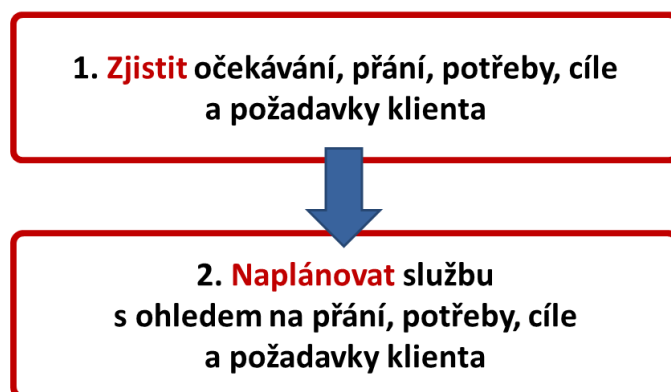 1. Zjistit očekávání, přání, potřeby, cíle
a požadavky klienta
2. Naplánovat službu
s ohledem na přání, potřeby, cíle
a požadavky klienta